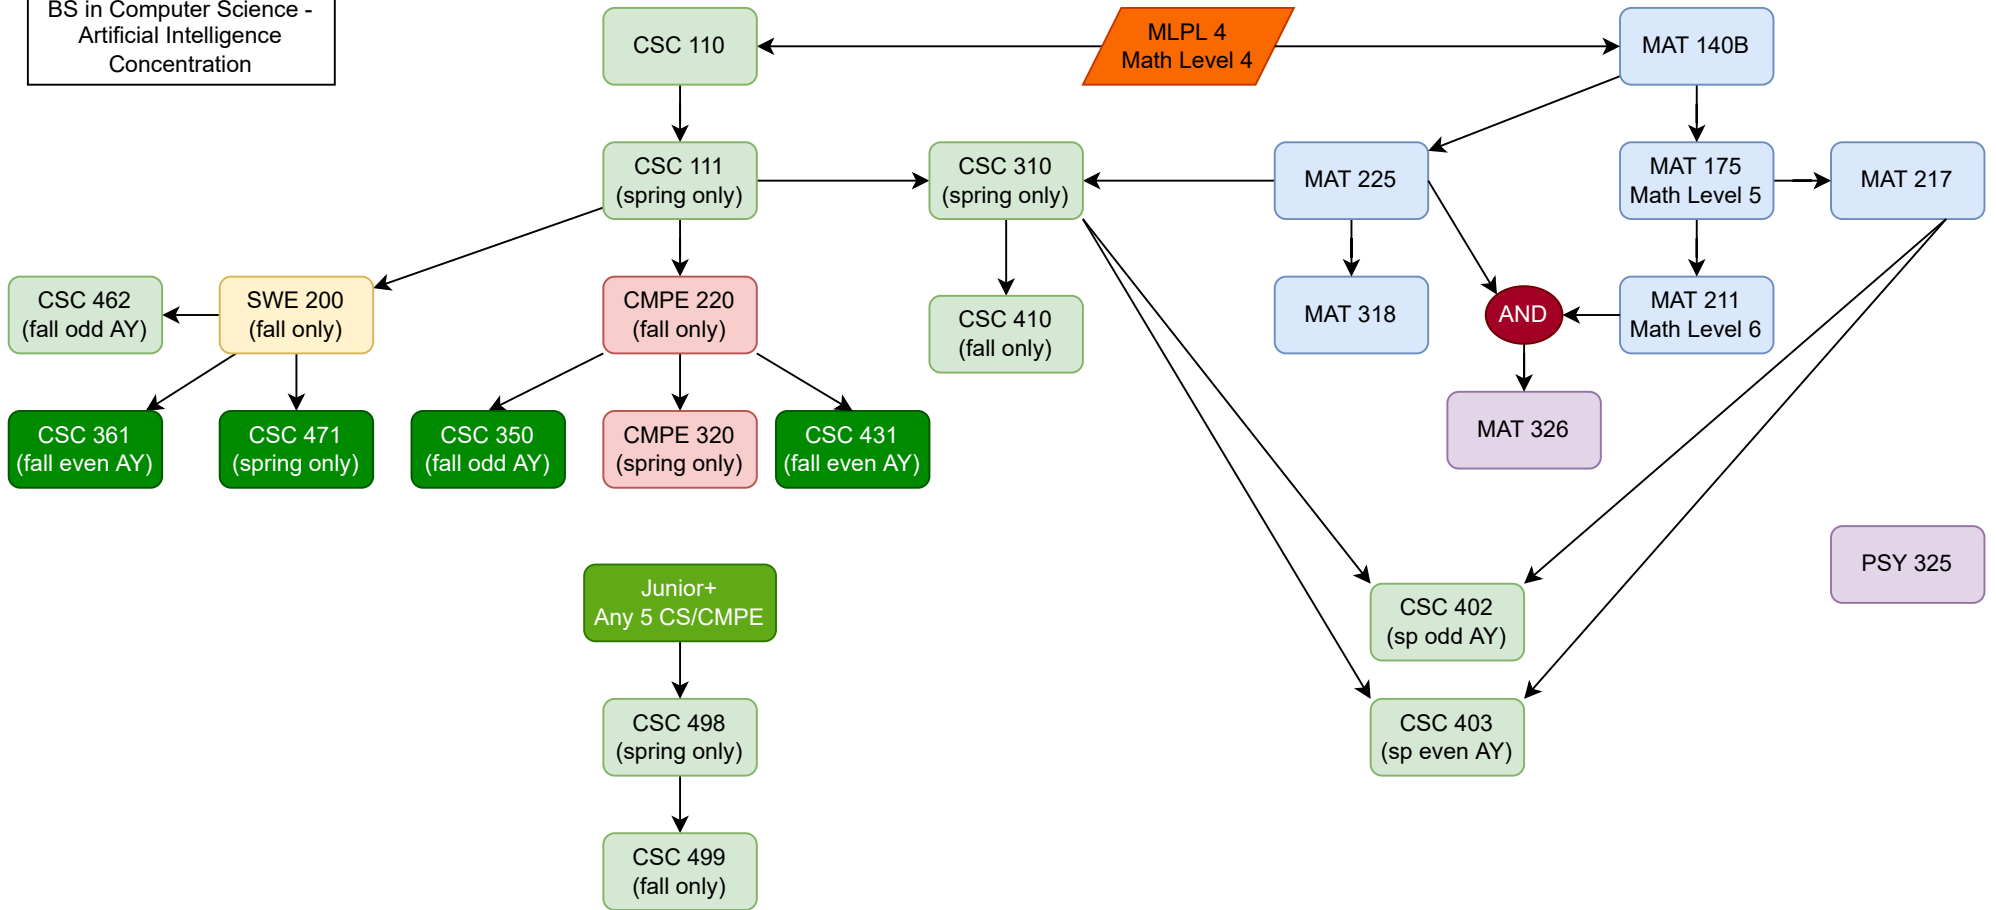 BS in Computer Science -
Artificial Intelligence
Concentration
CSC 110
MLPL 4
Math Level 4
MAT 140B
CSC 111
(spring only)
CSC 310
(spring only)
MAT 225
MAT 175
Math Level 5
MAT 217
CSC 462
(fall odd AY)
SWE 200
(fall only)
CMPE 220
(fall only)
CSC 410
(fall only)
MAT 318
AND
MAT 211
Math Level 6
CSC 361
(fall even AY)
CSC 471
(spring only)
CSC 350
(fall odd AY)
CMPE 320
(spring only)
CSC 431
(fall even AY)
MAT 326
PSY 325
Junior+
Any 5 CS/CMPE
CSC 402
(sp odd AY)
CSC 498
(spring only)
CSC 403
(sp even AY)
CSC 499
(fall only)